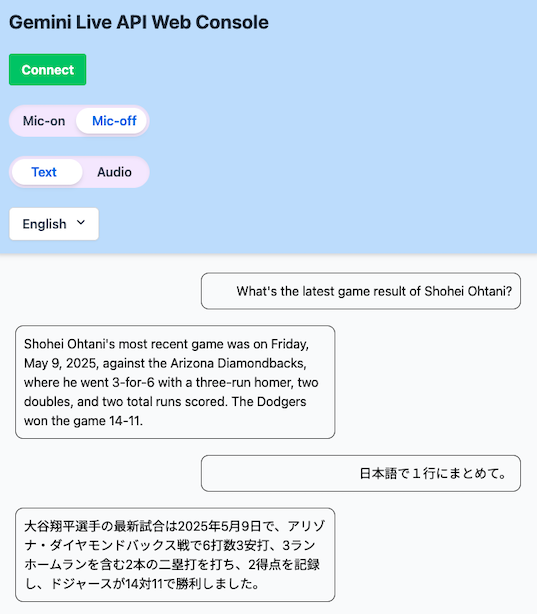 Gemini Live API Web Console
Connect
Mic-on Mic-off
Text Audio
English
What's the latest game result of Shohei Ohtani?
Shohei Ohtani's most recent game was on Friday,
May 9, 2025, against the Arizona Diamondbacks,
where he went 3-for-6 with a three-run homer, two
doubles, and two total runs scored. The Dodgers
won the game 14-11.
日本語で１行にまとめて。
大谷翔平選手の最新試合は2025年5月9日で、アリゾ
ナ・ダイヤモンドバックス戦で6打数3安打、3ラン
ホームランを含む2本の二塁打を打ち、2得点を記録
し、ドジャースが14対11で勝利しました。